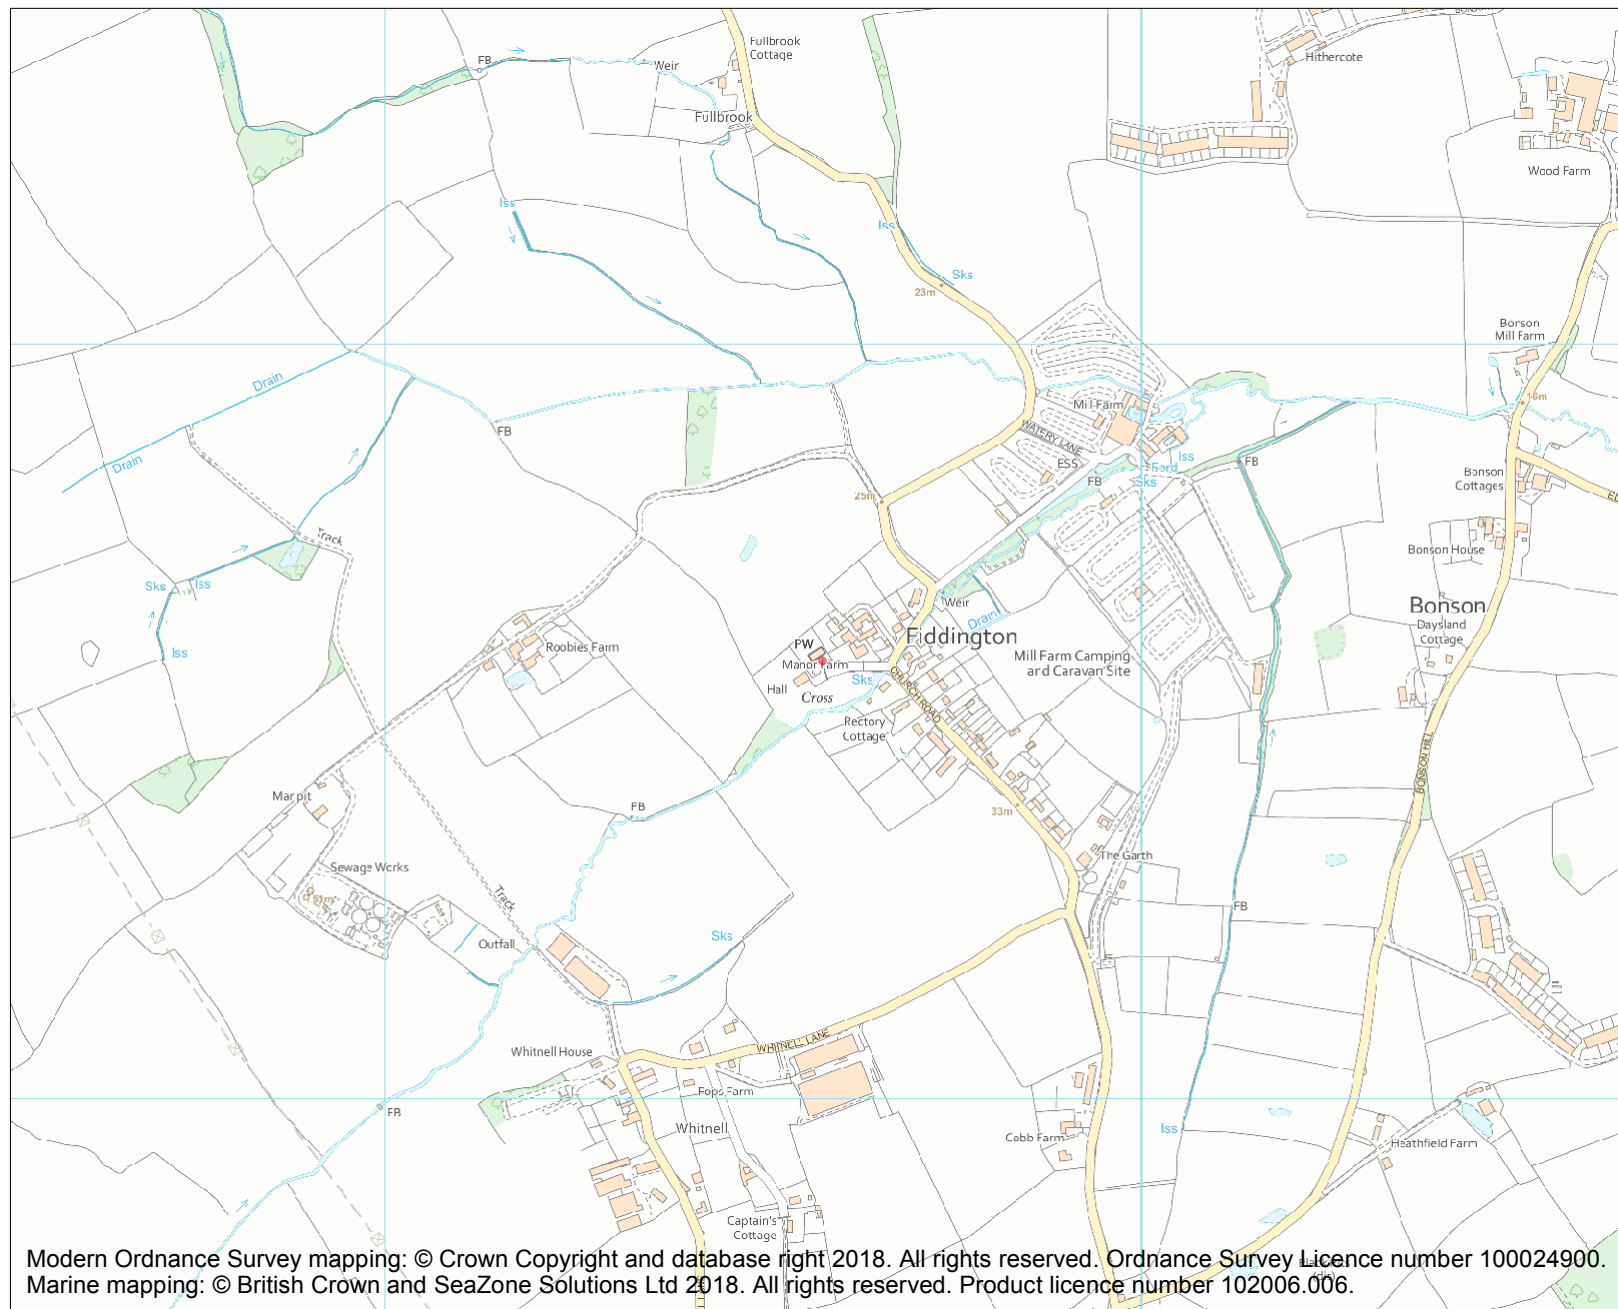 Fullbrook
Cottage
FB
Weir
Hithercote
Fullbrook
Wood Farm
Iss
Iss
Sks
23m
Bonson
Mill Farm
Drain
16m
Mill Farm
FB
WATERY LANE
Iss
Drain
ESS
Ford
FB
Sks
FB
Bonson
Cottages
25m
Track
Bonson House
Sks
Iss
Weir
Bonson
Drain
Daysland
Cottage
Fiddington
PW
Roobies Farm
Iss
Manor Farm
Mill Farm Camping
and Caravan Site
Sks
Hall
Cross
CHURCH ROAD
Rectory
Cottage
BONSON HILL
Marlpit
FB
33m
The Garth
Sewage Works
Track
FB
Sks
Outfall
WHITNELL LANE
Whitnell House
Fops Farm
FB
Whitnell
Iss
Cobb Farm
Heathfield Farm
Captain's
Cottage
Modern Ordnance Survey mapping: © Crown Copyright and database right 2018. All rights reserved. Ordnance Survey Licence number 100024900.
Marine mapping: © British Crown and SeaZone Solutions Ltd 2018. All rights reserved. Product licence number 102006.006.